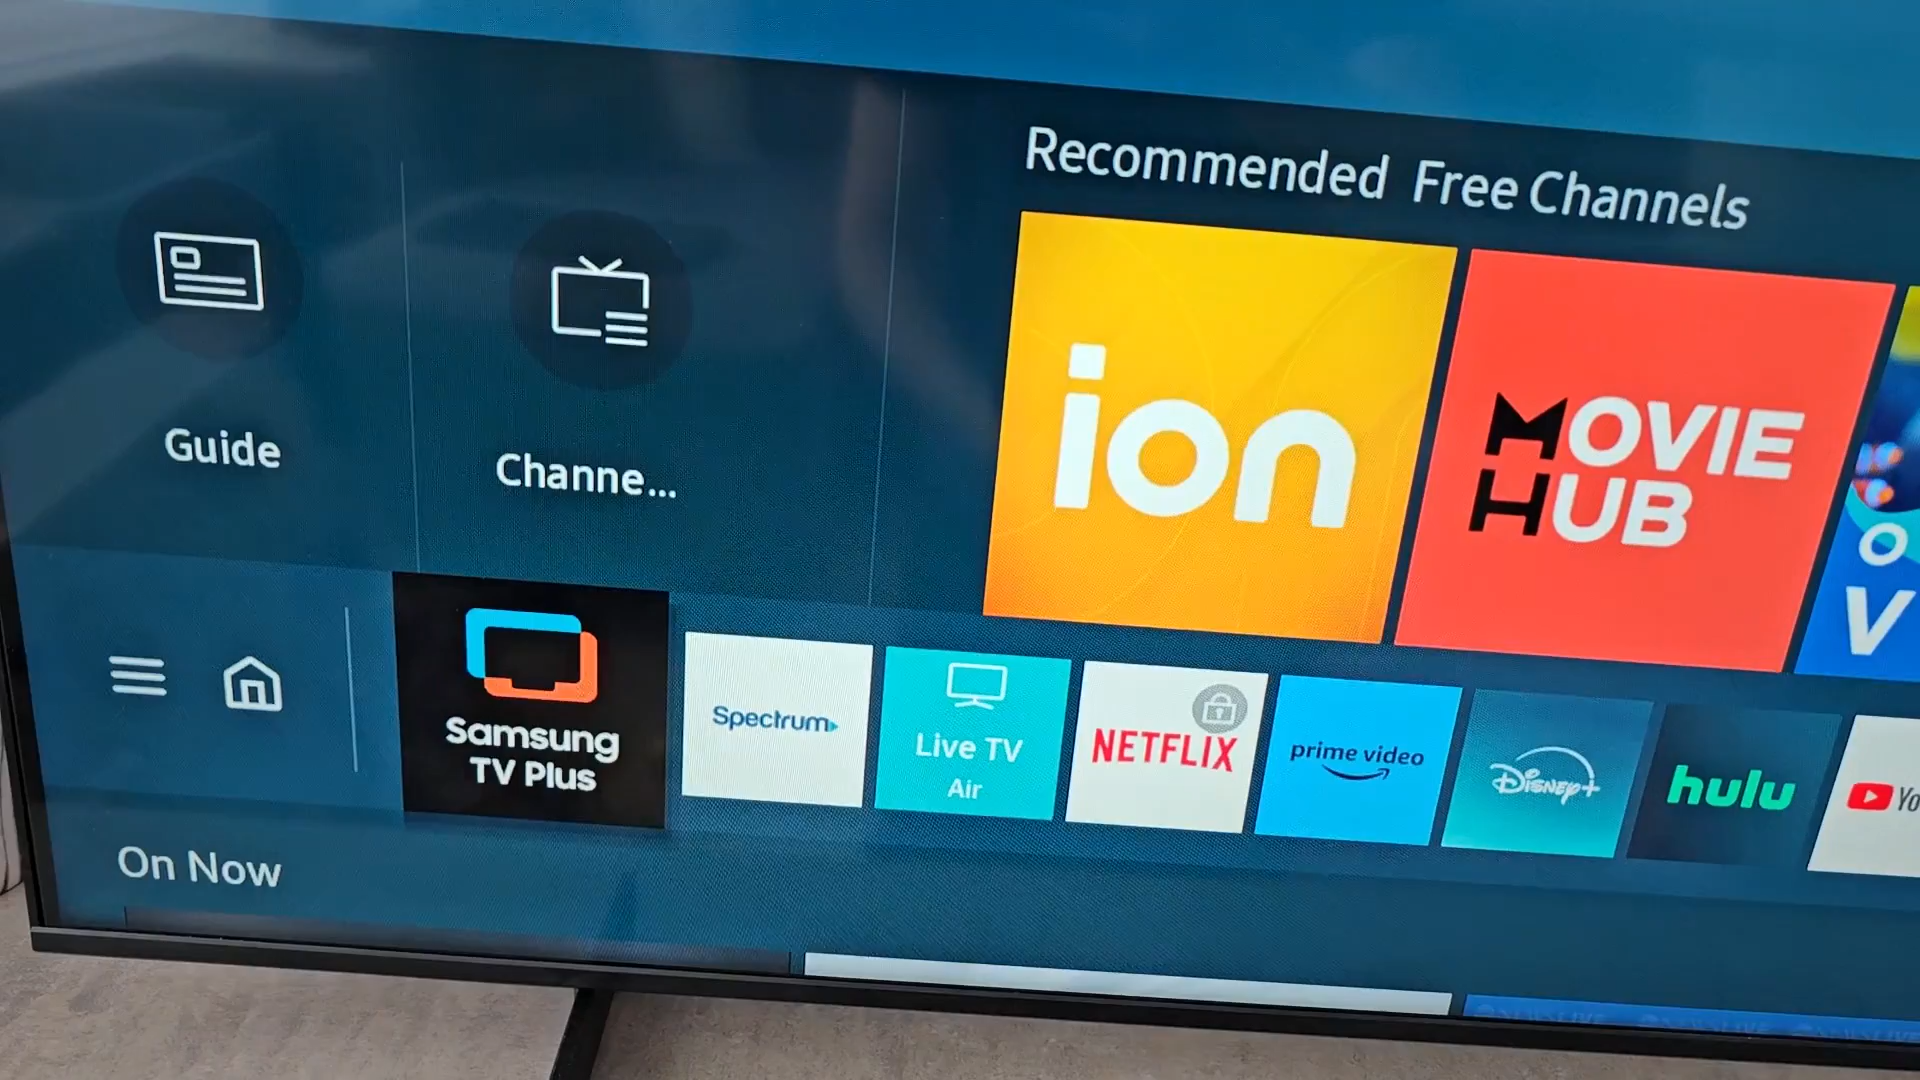 Recommended Free Channels
Guide
Channe...
ion
MOVIE
HUB
O
V
Samsung
TV Plus
Spectrum
Live TV
Air
NETFLIX
prime video
Disney+
hulu
Yo
On Now